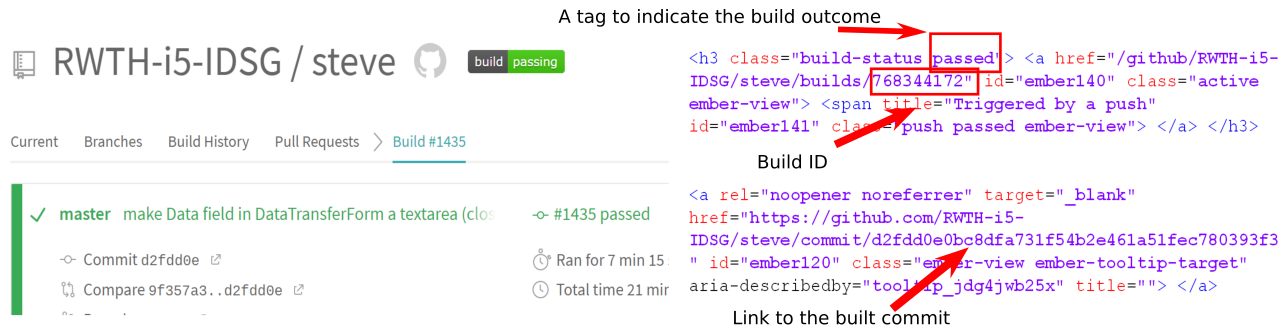 RWTH-i5-IDSG / steve
build passing
Current Branches Build History Pull Requests Build #1435
master make Data field in DataTransferForm a textarea (clos
#1435 passed
Commit d2fdd0e
Ran for 7 min 15
Compare 9f357a3..d2fdd0e
Total time 21 min
A tag to indicate the build outcome
<h3 class="build-status passed"> <a href="/github/RWTH-i5-
IDSG/steve/builds/768344172" id="ember140" class="active
ember-view"> <span title="Triggered by a push"
id="ember141" class="push passed ember-view"> </a> </h3>
Build ID
<a rel="noopener noreferrer" target="_blank"
href="https://github.com/RWTH-i5-
IDSG/steve/commit/d2fdd0e0bc8dfa731f54b2e461a51fec780393f3
" id="ember120" class="ember-view ember-tooltip-target"
aria-describedby="tooltip_jdg4jwb25x" title=""> </a>
Link to the built commit